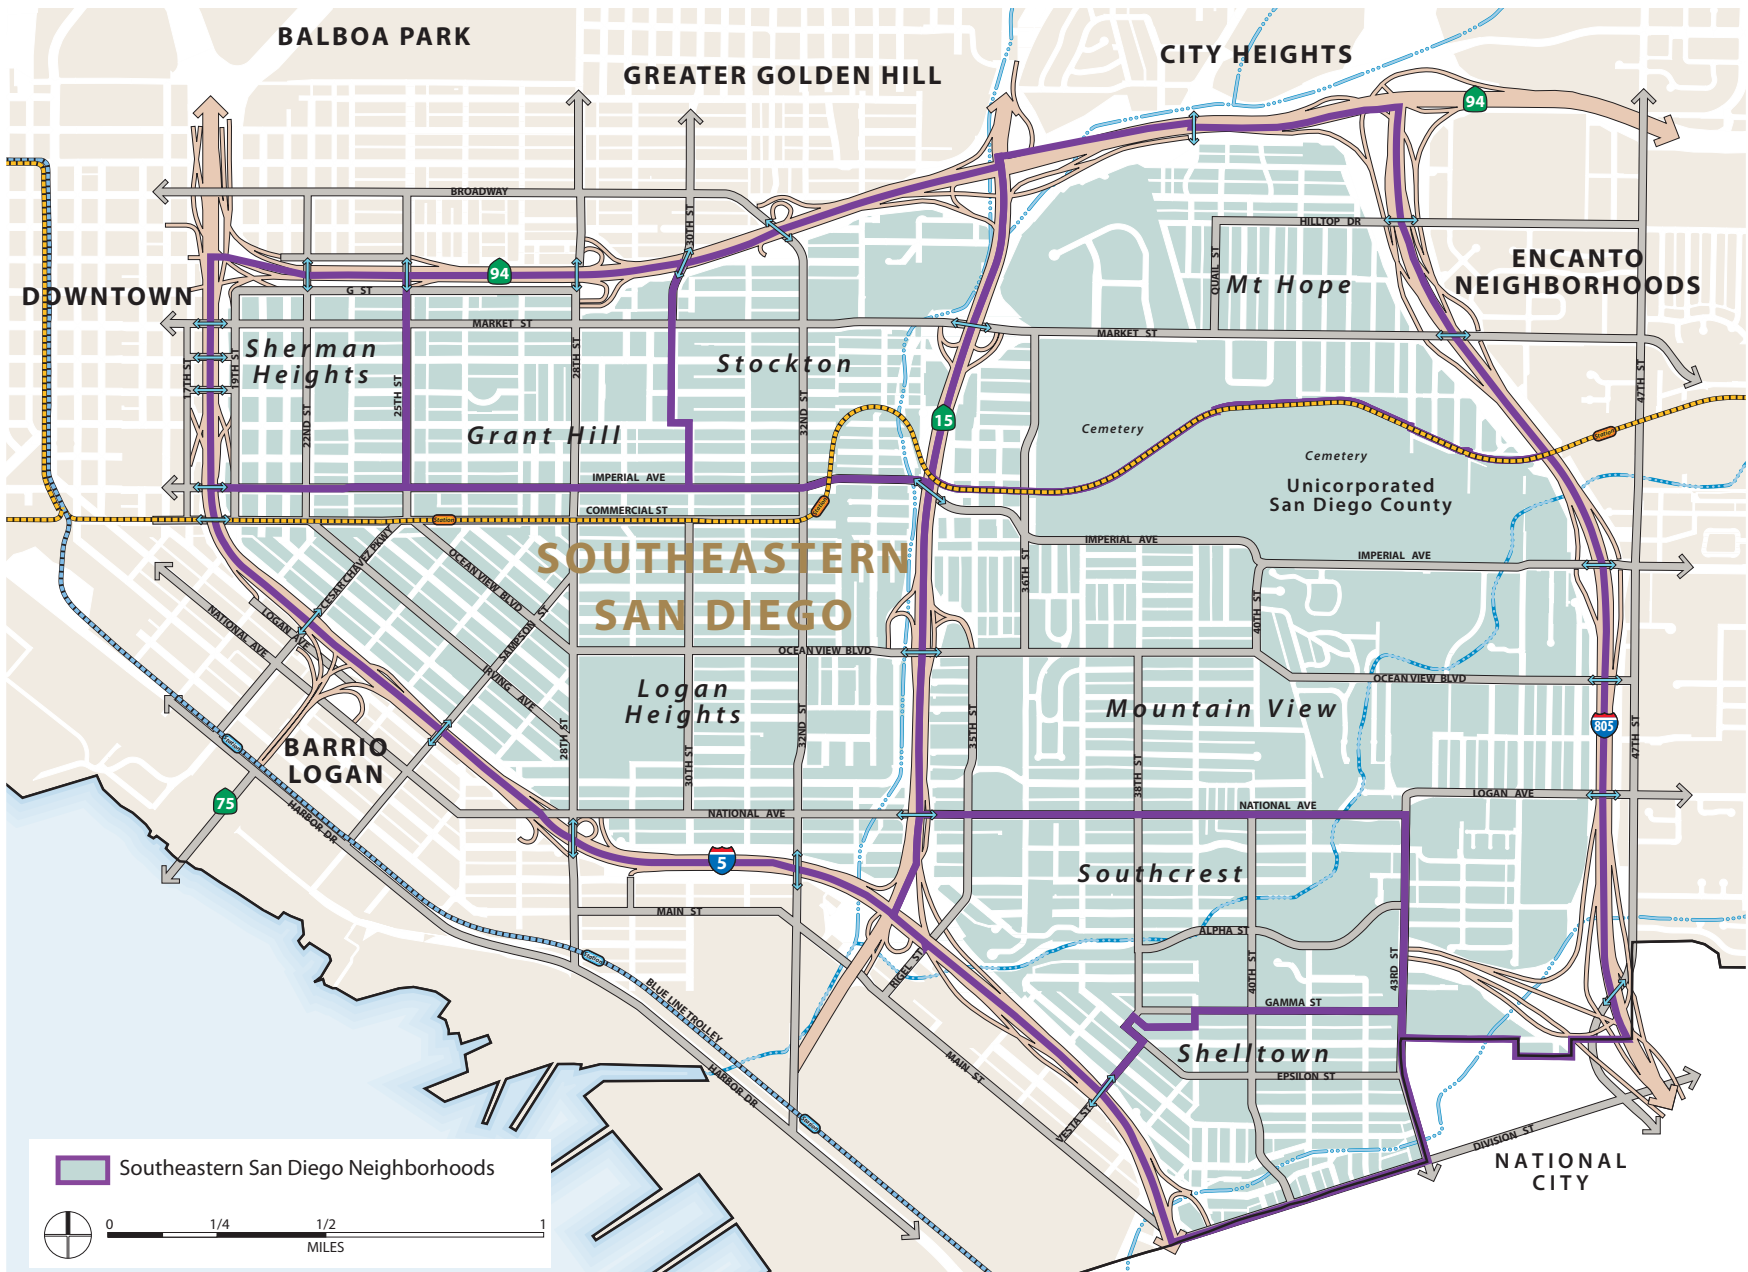 BALBOA PARK
GREATER GOLDEN HILL
CITY HEIGHTS
94
BROADWAY
30TH ST
HILLTOP DR
QUAIL ST
Mt Hope
ENCANTO
NEIGHBORHOODS
DOWNTOWN
94
G ST
MARKET ST
MARKET ST
Sherman
Heights
17TH ST
19TH ST
22ND ST
25TH ST
28TH ST
Stockton
32ND ST
47TH ST
15
Grant Hill
Cemetery
Cemetery
Station
Unicorporated
San Diego County
IMPERIAL AVE
COMMERCIAL ST
Station
Station
IMPERIAL AVE
IMPERIAL AVE
SOUTHEASTERN
SAN DIEGO
CESAR CHAVEZ PKWY
OCEAN VIEW BLVD
SAMPSON ST
IRVING AVE
LOGAN AVE
NATIONAL AVE
36TH ST
40TH ST
OCEAN VIEW BLVD
OCEAN VIEW BLVD
Logan
Heights
Mountain View
28TH ST
30TH ST
32ND ST
35TH ST
38TH ST
805
47TH ST
BARRIO
LOGAN
Station
75
HARBOR DR
NATIONAL AVE
NATIONAL AVE
LOGAN AVE
5
Southcrest
MAIN ST
ALPHA ST
RIGEL ST
40TH ST
43RD ST
Station
BLUE LINE TROLLEY
GAMMA ST
Shelltown
EPSILON ST
MAIN ST
HARBOR DR
VESTA ST
Station
DIVISION ST
NATIONAL
CITY
Southeastern San Diego Neighborhoods
0 1/4 1/2 1
MILES